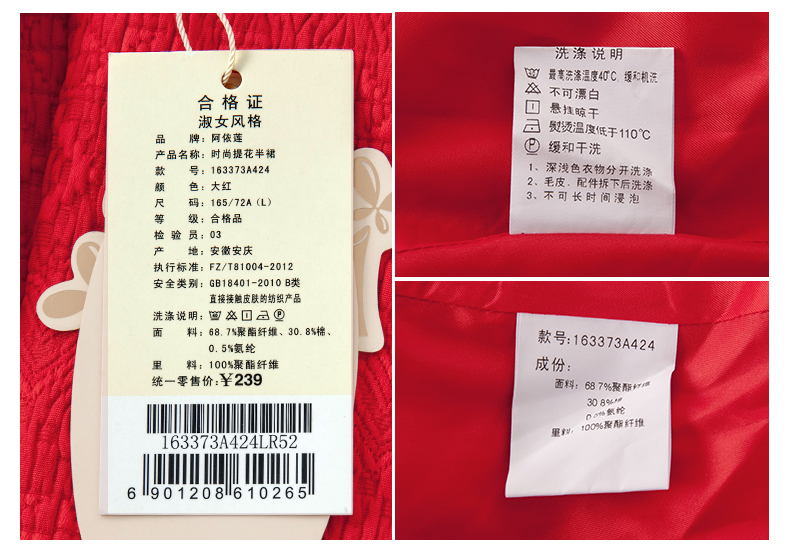 合格证
淑女风格
品 牌：阿依莲
产品名称：时尚提花半裙
款 号：163373A424
颜 色：大红
尺 码：165/72A（L）
等 级：合格品
检 验 员：03
产 地：安徽安庆
执行标准：FZ/T81004-2012
安全类别：GB18401-2010 B类
直接接触皮肤的纺织产品
洗涤说明：
面 料：68.7%聚酯纤维、30.8%棉、
0.5%氨纶
里 料：100%聚酯纤维
统一零售价：¥239
163373A424LR52
6 901208 610265
洗涤说明
最高洗涤温度40℃、缓和机洗
不可漂白
悬挂晾干
熨烫温度低于110℃
P 缓和干洗
1、深浅色衣物分开洗涤
2、毛皮、配件拆下后洗涤
3、不可长时间浸泡
款号:163373A424
成份：
面料：68.7%聚酯纤维
30.8%棉
0.5%氨纶
里料：100%聚酯纤维